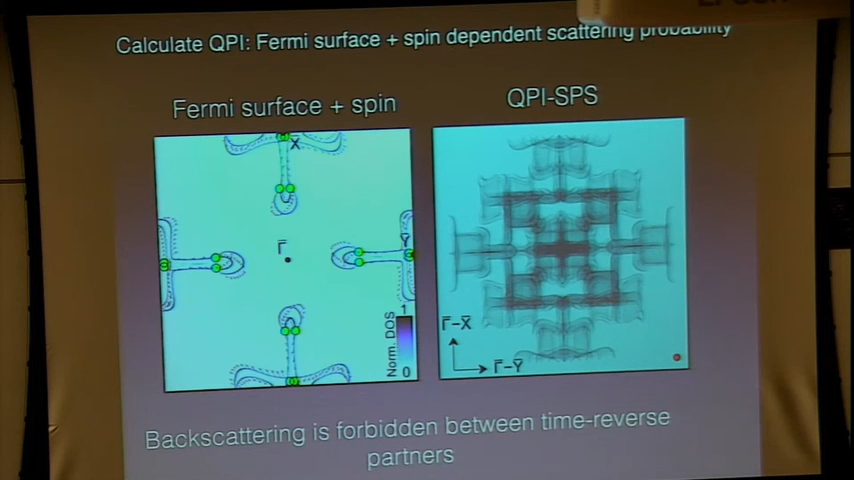 Calculate QPI: Fermi surface + spin dependent scattering probability
Fermi surface + spin
QPI-SPS
X̅
Γ̅
Y̅
Norm. DOS
1
0
Γ̅-X̅
Γ̅-Y̅
Backscattering is forbidden between time-reverse
partners